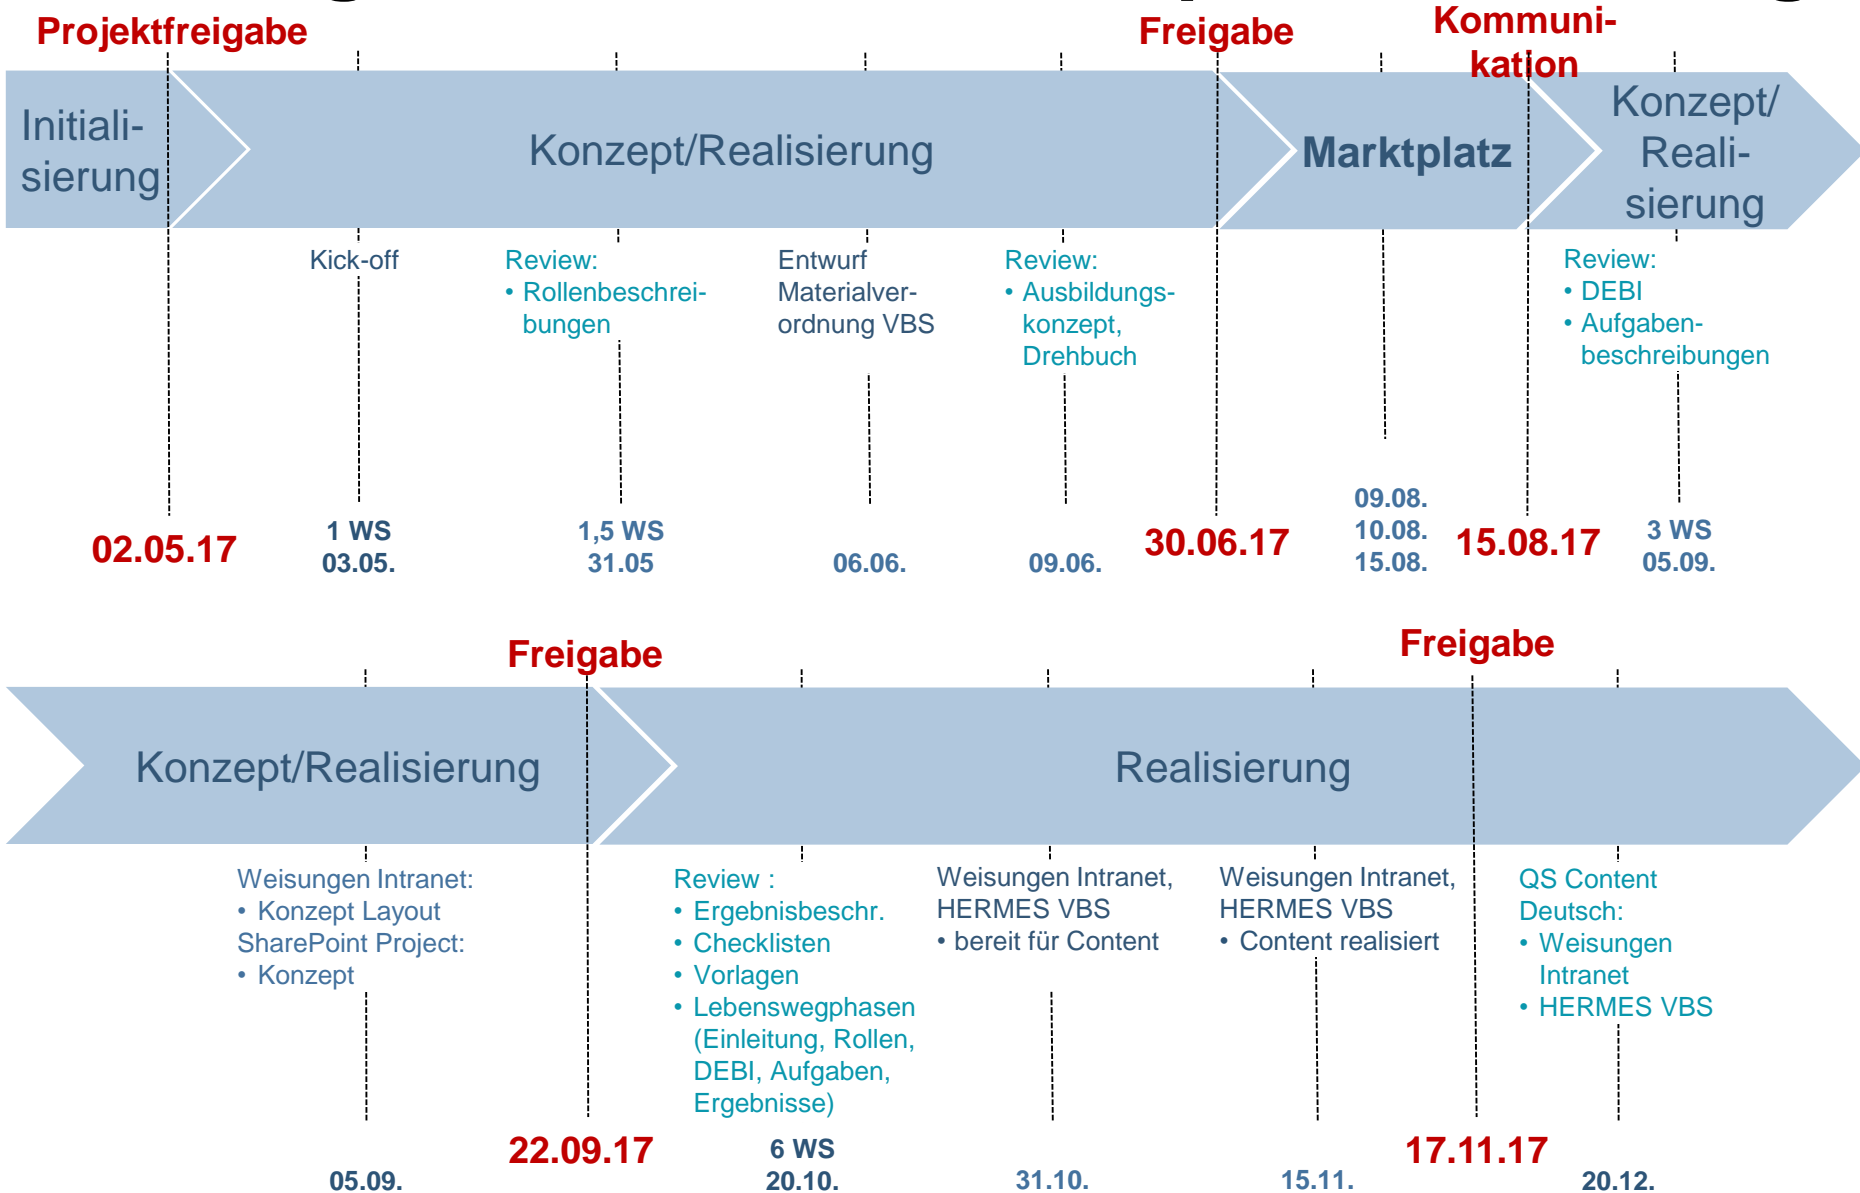 Projektfreigabe
Freigabe
Kommuni-
kation
Initiali-
sierung
Konzept/Realisierung
Marktplatz
Konzept/
Reali-
sierung
Kick-off
Review:
• Rollenbeschrei-
bungen
Entwurf
Materialver-
ordnung VBS
Review:
• Ausbildungs-
konzept,
Drehbuch
Review:
• DEBI
• Aufgaben-
beschreibungen
02.05.17
1 WS
03.05.
1,5 WS
31.05
06.06.
09.06.
30.06.17
09.08.
10.08.
15.08.
15.08.17
3 WS
05.09.
Freigabe
Freigabe
Konzept/Realisierung
Realisierung
Weisungen Intranet:
• Konzept Layout
SharePoint Project:
• Konzept
Review :
• Ergebnisbeschr.
• Checklisten
• Vorlagen
• Lebenswegphasen
(Einleitung, Rollen,
DEBI, Aufgaben,
Ergebnisse)
Weisungen Intranet,
HERMES VBS
• bereit für Content
Weisungen Intranet,
HERMES VBS
• Content realisiert
QS Content
Deutsch:
• Weisungen
Intranet
• HERMES VBS
05.09.
22.09.17
6 WS
20.10.
31.10.
15.11.
17.11.17
20.12.